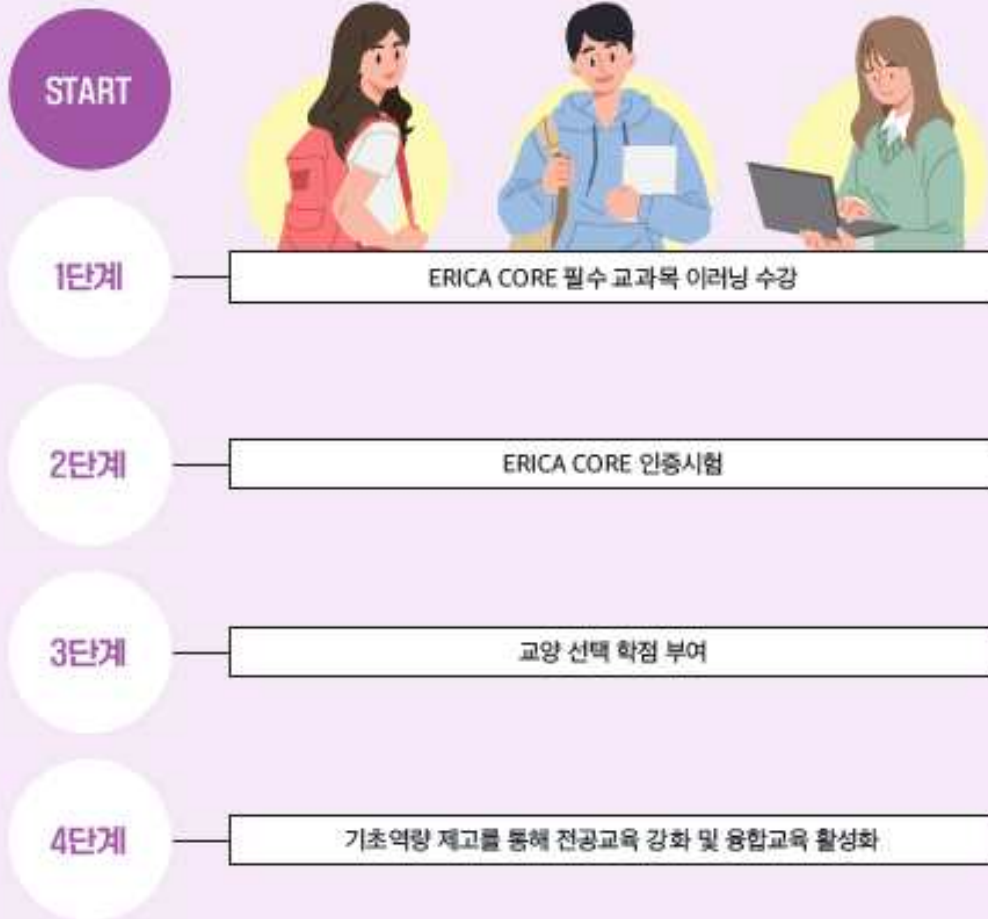 START
1단계
ERICA CORE 필수 교과목 이러닝 수강
2단계
ERICA CORE 인증시험
3단계
교양 선택 학점 부여
4단계
기초역량 제고를 통해 전공교육 강화 및 융합교육 활성화